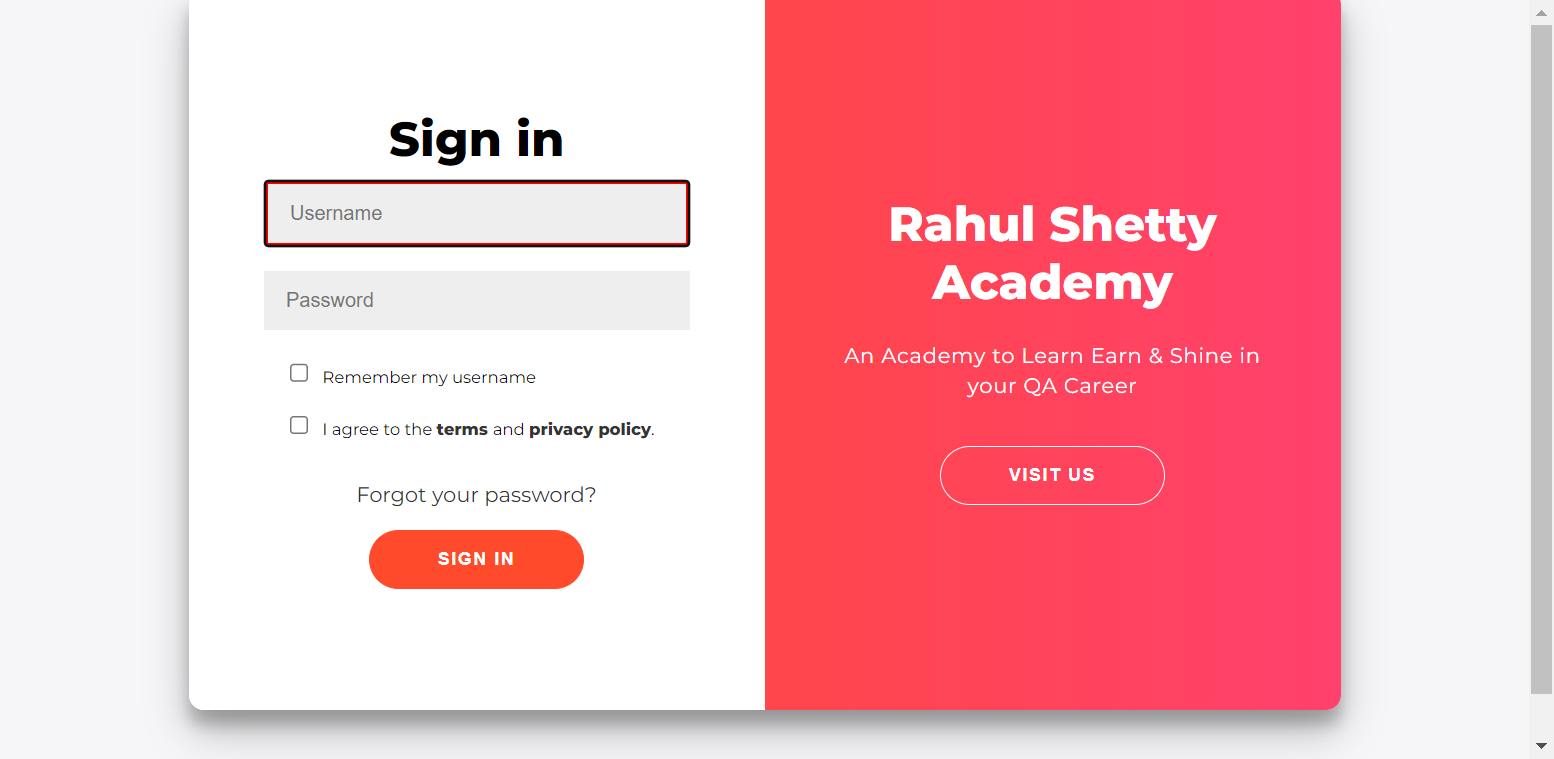 Sign in
Username
Password
Remember my username
I agree to the terms and privacy policy.
Forgot your password?
SIGN IN
Rahul Shetty
Academy
An Academy to Learn Earn & Shine in
your QA Career
VISIT US